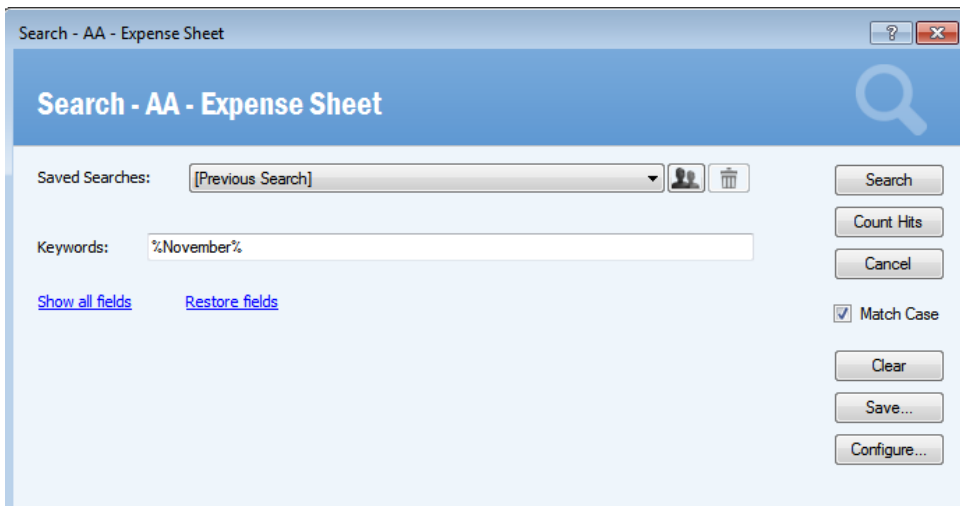 Search - AA - Expense Sheet
?
Search - AA - Expense Sheet
Saved Searches: [Previous Search] Search
Count Hits
Keywords: %November%
Cancel
Show all fields Restore fields
Match Case
Clear
Save...
Configure...